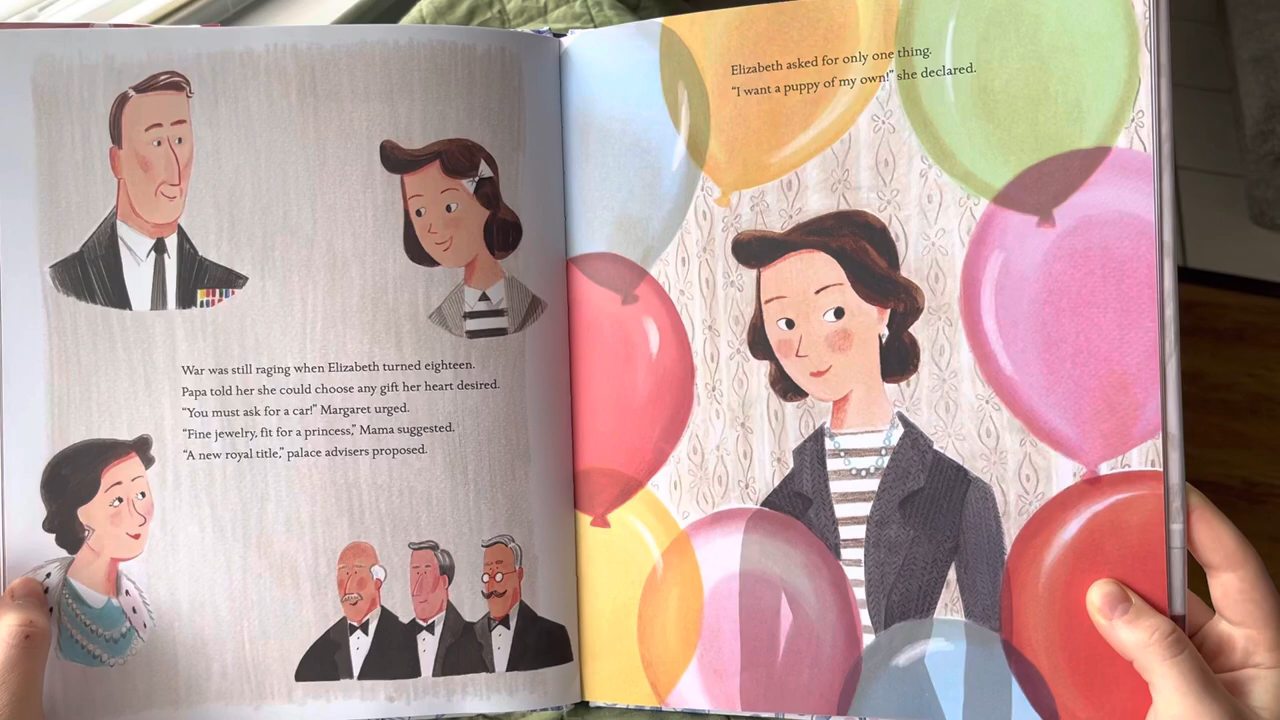 War was still raging when Elizabeth turned eighteen.
Papa told her she could choose any gift her heart desired.
“You must ask for a car!” Margaret urged.
“Fine jewelry, fit for a princess,” Mama suggested.
“A new royal title,” palace advisers proposed.
Elizabeth asked for only one thing.
“I want a puppy of my own!” she declared.